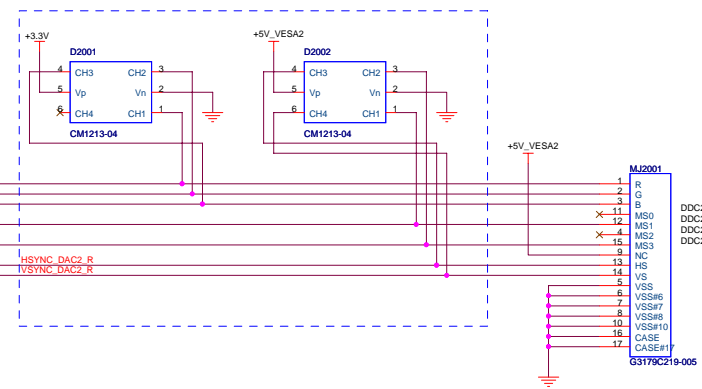 +3.3V
D2001
4 CH3 CH2 3
5 Vp Vn 2
6 CH4 CH1 1
CM1213-04
+5V_VESA2
D2002
4 CH3 CH2 3
5 Vp Vn 2
6 CH4 CH1 1
CM1213-04
+5V_VESA2
MJ2001
1 R
2 G
3 B
11 MS0
12 MS1
4 MS2
15 MS3
9 NC
13 HS
14 VS
5 VSS
6 VSS#6
7 VSS#7
8 VSS#8
10 VSS#10
16 CASE
17 CASE#17
G3179C219-005
HSYNC_DAC2_R
VSYNC_DAC2_R